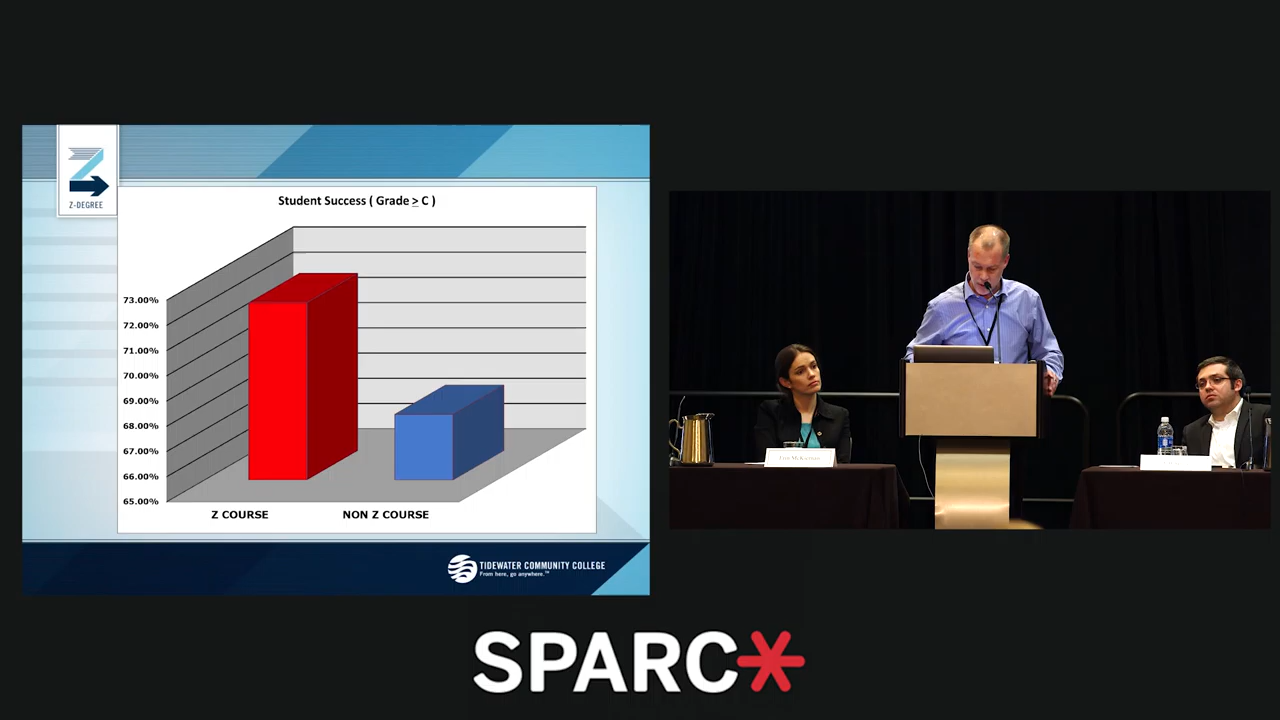 Z-DEGREE
Student Success ( Grade ≥ C )
73.00%
72.00%
71.00%
70.00%
69.00%
68.00%
67.00%
66.00%
65.00%
Z COURSE
NON Z COURSE
TIDEWATER COMMUNITY COLLEGE
From here, go anywhere.™
SPARC